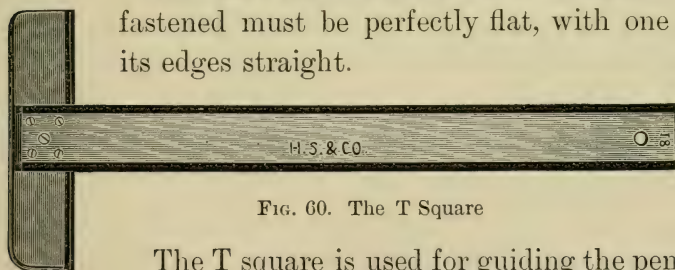 fastened must be perfectly flat, with one
its edges straight.
H.S.&CO.
18
FIG. 60. The T Square
The T square is used for guiding the pen